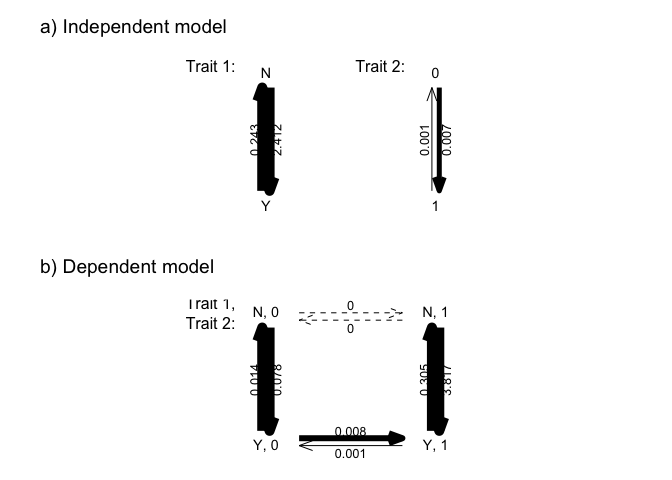 a) Independent model
Trait 1:
N
Trait 2:
0
0.243
2.412
0.001
0.007
Y
1
b) Dependent model
Trait 1,
Trait 2:
N, 0
0
0
N, 1
0.014
0.078
0.305
3.817
Y, 0
0.008
0.001
Y, 1